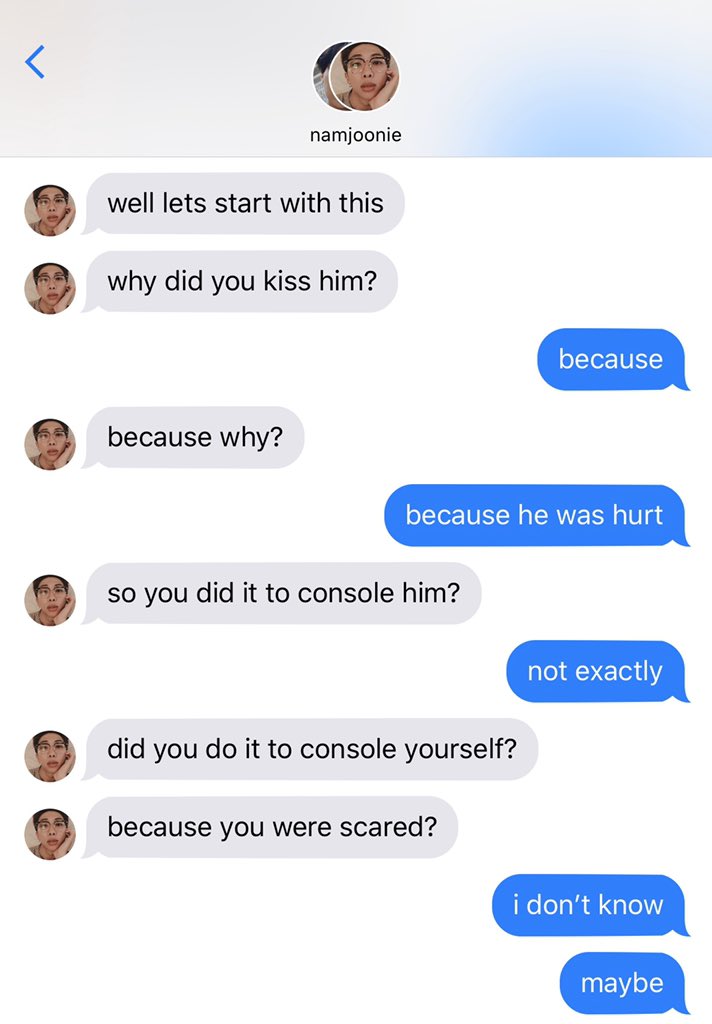 namjoonie
well lets start with this
why did you kiss him?
because
because why?
because he was hurt
so you did it to console him?
not exactly
did you do it to console yourself?
because you were scared?
i don’t know
maybe